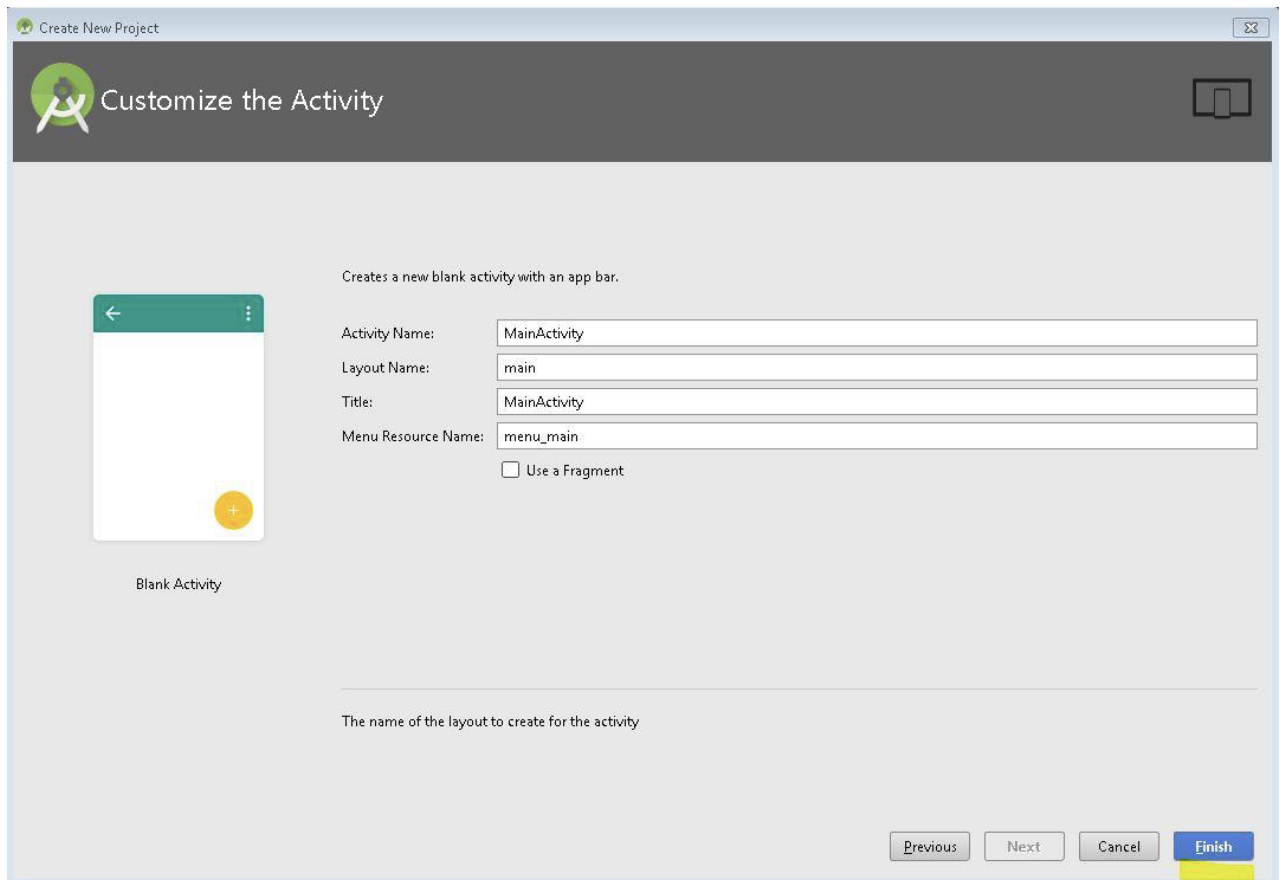 Create New Project
Customize the Activity
Creates a new blank activity with an app bar.
Activity Name: MainActivity
Layout Name: main
Title: MainActivity
Menu Resource Name: menu_main
Use a Fragment
Blank Activity
The name of the layout to create for the activity
Previous Next Cancel Finish